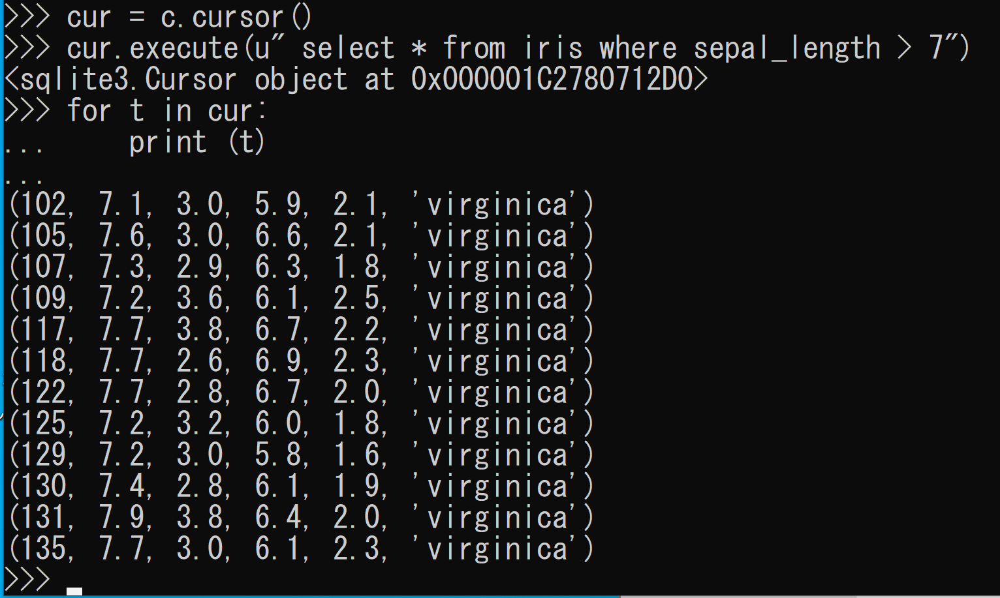 >>> cur = c.cursor()
>>> cur.execute(u" select * from iris where sepal_length > 7")
<sqlite3.Cursor object at 0x000001C2780712D0>
>>> for t in cur:
...     print (t)
...
(102, 7.1, 3.0, 5.9, 2.1, 'virginica')
(105, 7.6, 3.0, 6.6, 2.1, 'virginica')
(107, 7.3, 2.9, 6.3, 1.8, 'virginica')
(109, 7.2, 3.6, 6.1, 2.5, 'virginica')
(117, 7.7, 3.8, 6.7, 2.2, 'virginica')
(118, 7.7, 2.6, 6.9, 2.3, 'virginica')
(122, 7.7, 2.8, 6.7, 2.0, 'virginica')
(125, 7.2, 3.2, 6.0, 1.8, 'virginica')
(129, 7.2, 3.0, 5.8, 1.6, 'virginica')
(130, 7.4, 2.8, 6.1, 1.9, 'virginica')
(131, 7.9, 3.8, 6.4, 2.0, 'virginica')
(135, 7.7, 3.0, 6.1, 2.3, 'virginica')
>>>